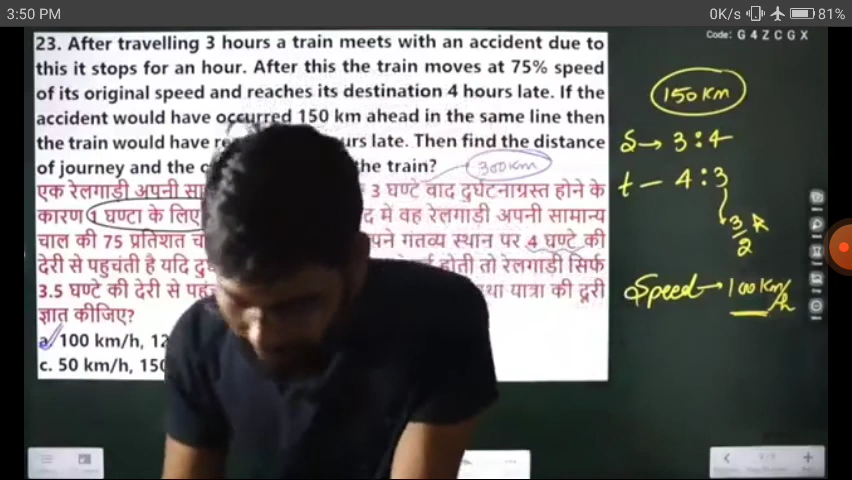 3:50 PM
0K/s 81%
Code: G 4 Z C G X
23. After travelling 3 hours a train meets with an accident due to
this it stops for an hour. After this the train moves at 75% speed
of its original speed and reaches its destination 4 hours late. If the
accident would have occurred 150 km ahead in the same line then
the train would have late. Then find the distance
of journey and the the train?
300km
एक रेलगाड़ी अपनी 3 घण्टे वाद दुर्घटनाग्रस्त होने के
कारण 1 घण्टा के लिए में वह रेलगाड़ी अपनी सामान्य
चाल की 75 प्रतिशत गतव्य स्थान पर 4 घण्टे की
देरी से पहुचती है यदि होती तो रेलगाड़ी सिर्फ
3.5 घण्टे की देरी से यात्रा की दूरी
ज्ञात कीजिए?
a. 100 km/h, 12
c. 50 km/h, 150
150 Km
S → 3:4
t — 4:3
3/2
Speed → 100 Km/h